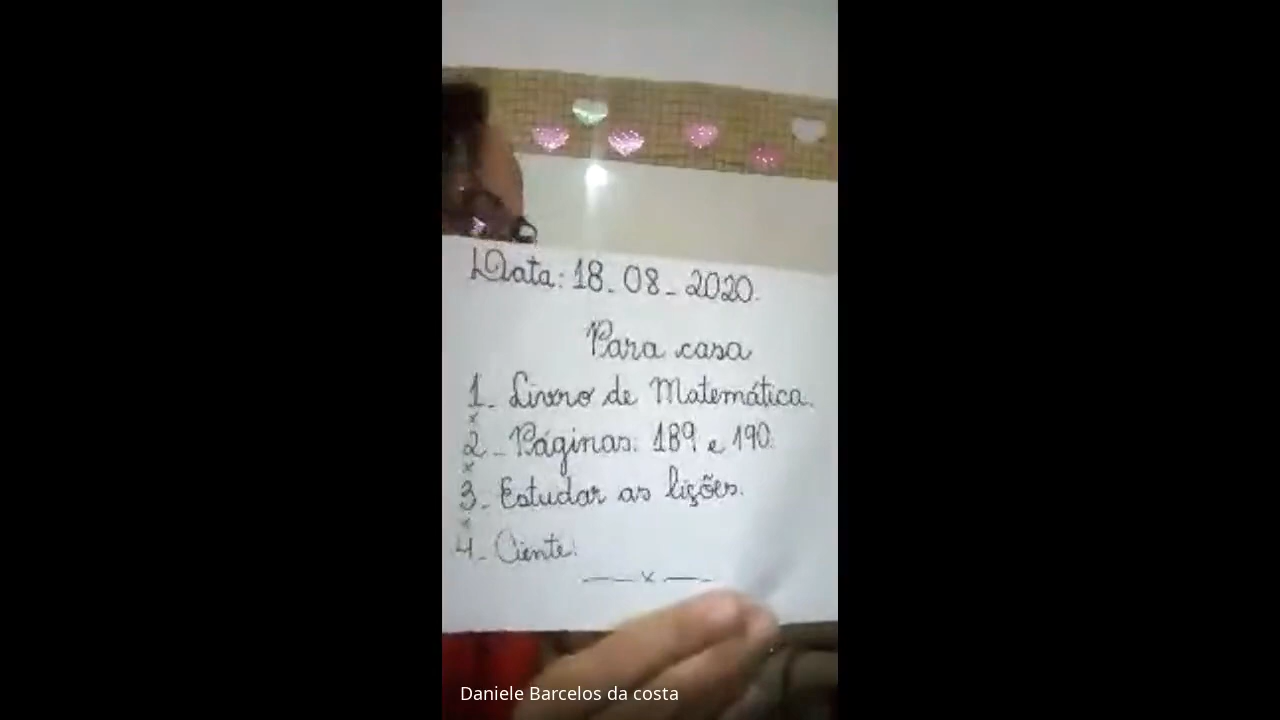 Data: 18.08-2020.
Para casa
1- Livro de Matemática.
x
2- Páginas: 189 e 190.
x
3- Estudar as lições.
x
4- Ciente:
——x——
Daniele Barcelos da costa